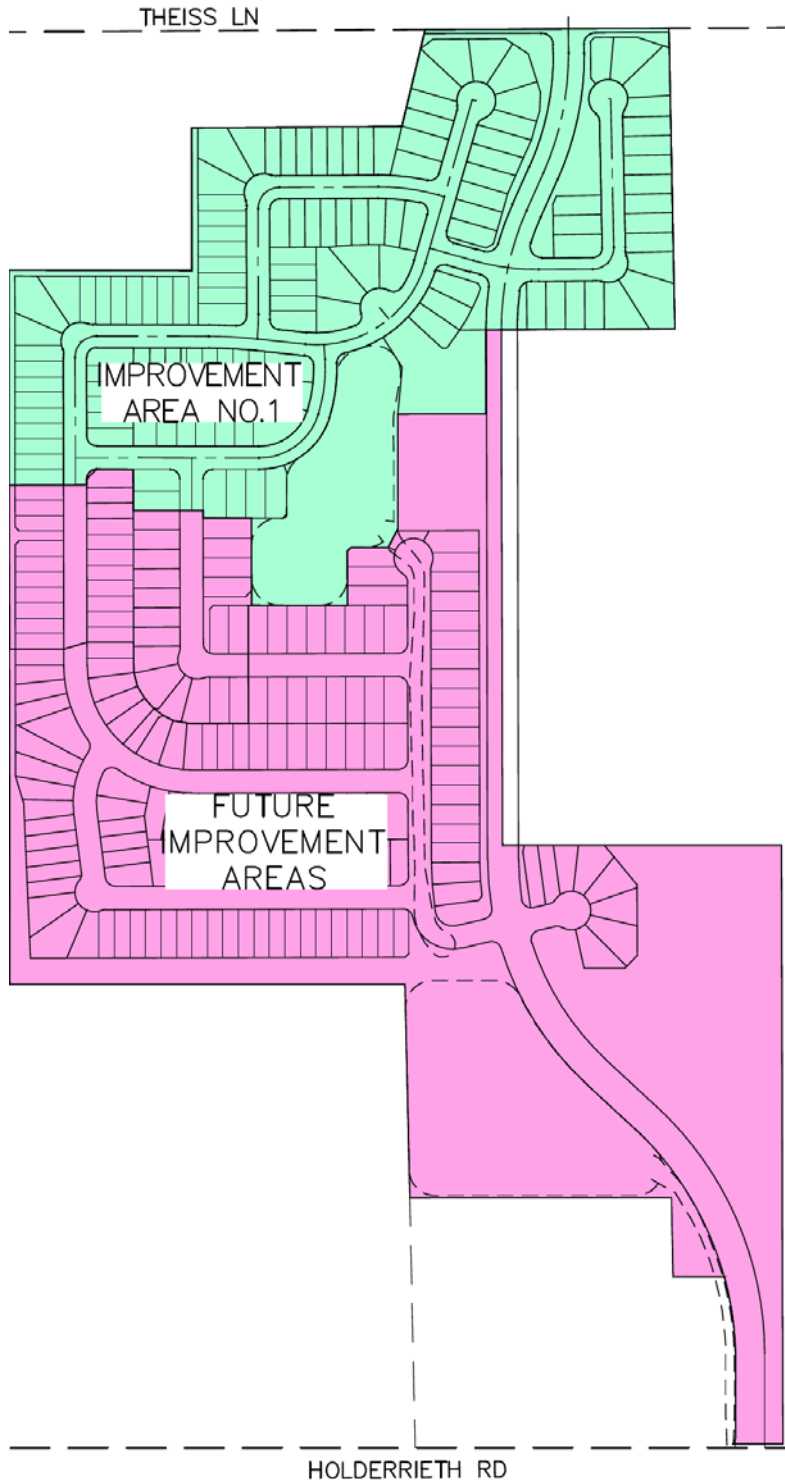 THEISS LN
IMPROVEMENT
AREA NO.1
FUTURE
IMPROVEMENT
AREAS
HOLDERRIETH RD